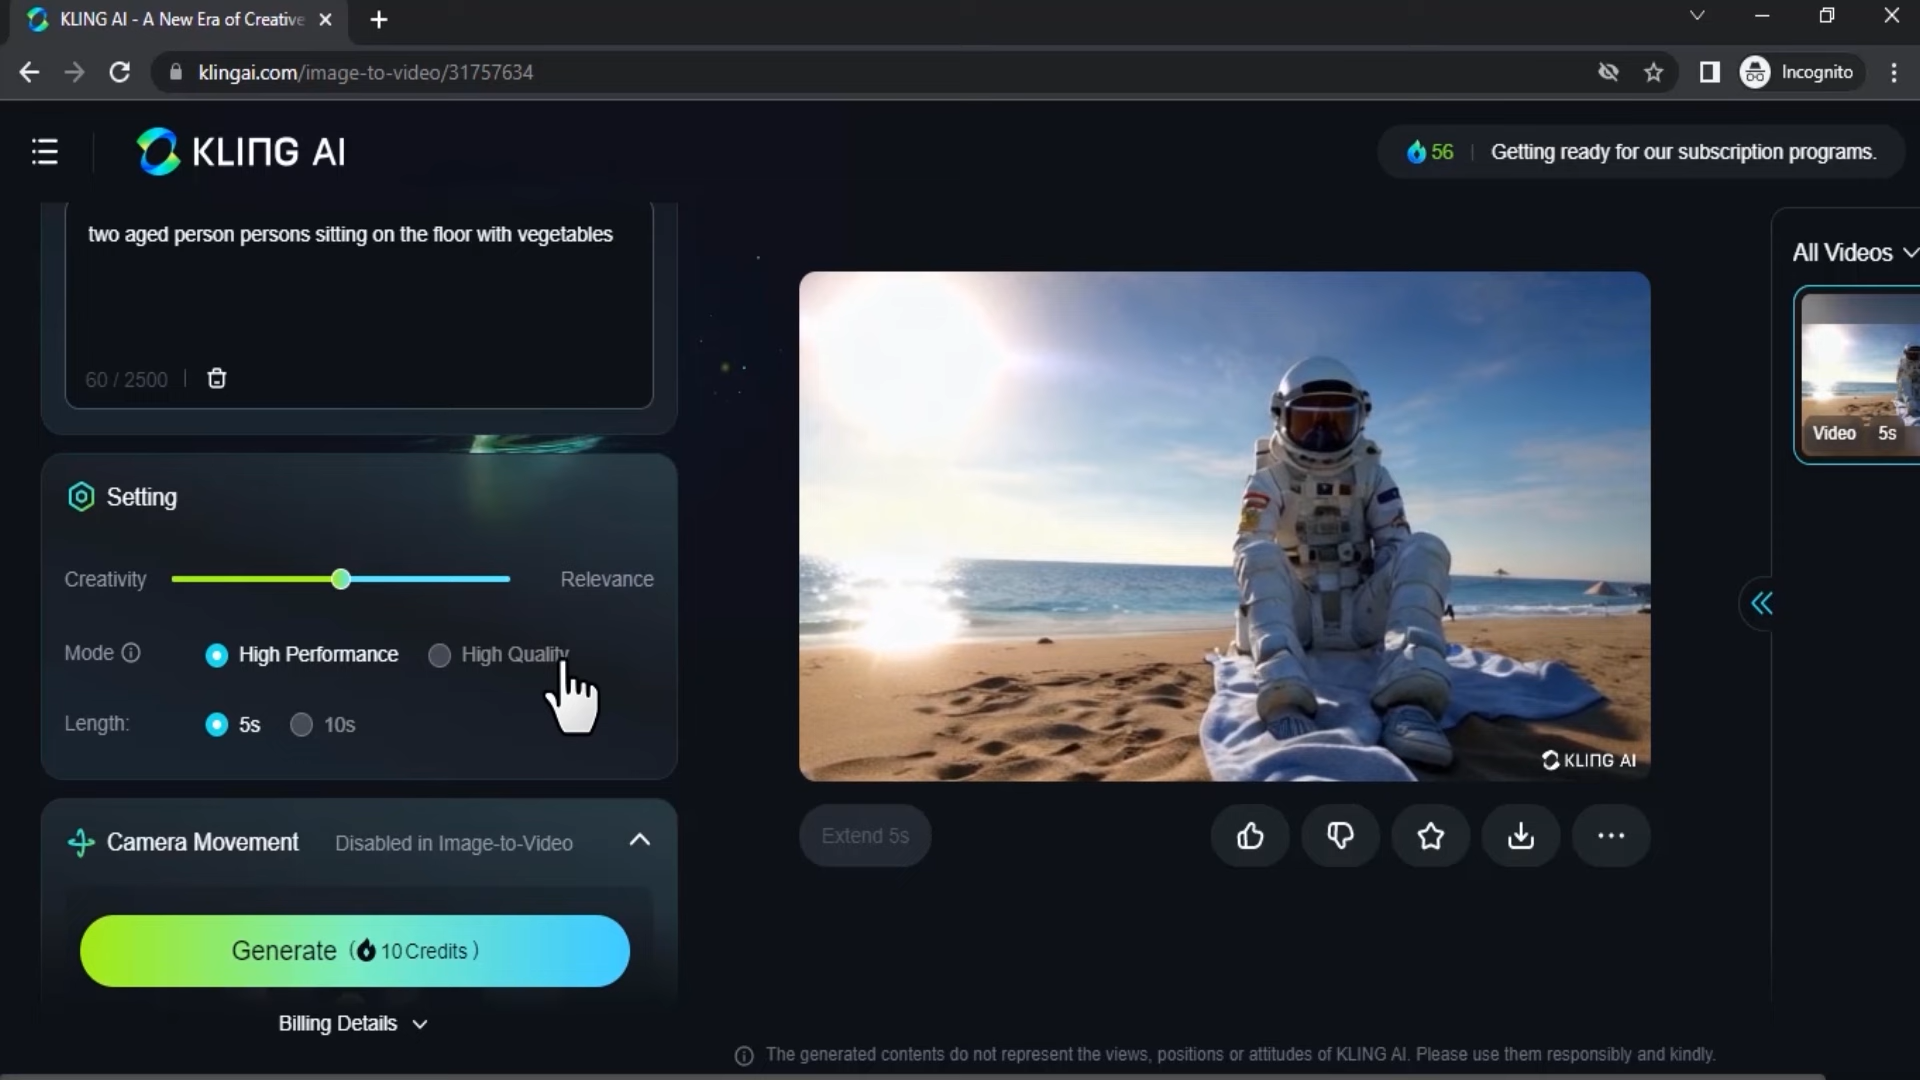 KLING AI - A New Era of Creative
klingai.com/image-to-video/31757634
Incognito
KLING AI
56
Getting ready for our subscription programs.
two aged person persons sitting on the floor with vegetables
60 / 2500
Setting
Creativity
Relevance
Mode
High Performance
High Quality
Length:
5s
10s
Camera Movement
Disabled in Image-to-Video
Generate ( 10 Credits )
Billing Details
KLING AI
Extend 5s
All Videos
Video 5s
The generated contents do not represent the views, positions or attitudes of KLING AI. Please use them responsibly and kindly.